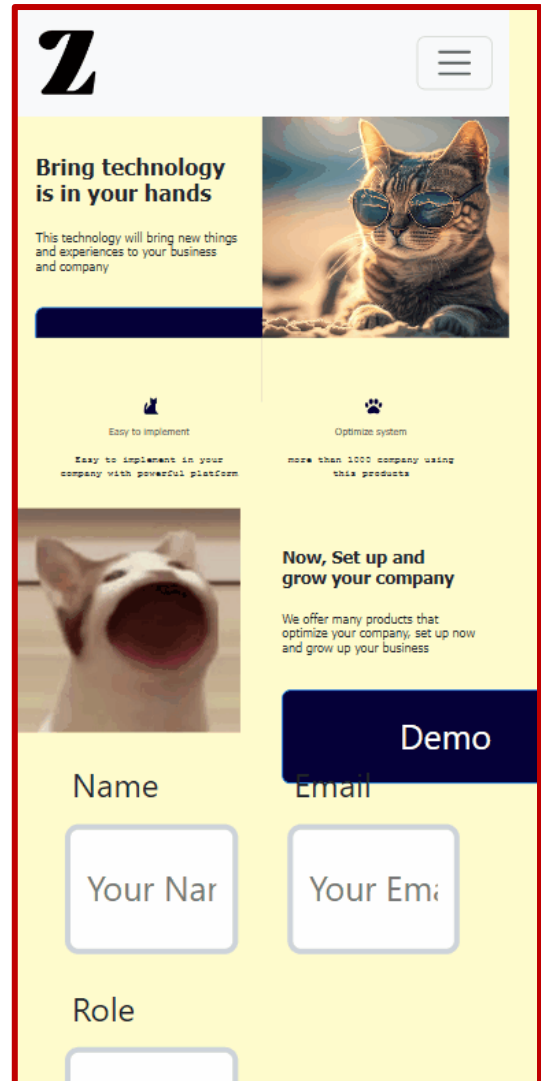 Z
Bring technology
is in your hands
This technology will bring new things
and experiences to your business
and company
Easy to implement
Easy to implement in your
company with powerful platform
Optimize system
more than 1000 company using
this products
Now, Set up and
grow your company
We offer many products that
optimize your company, set up now
and grow up your business
Demo
Name
Email
Your Nar
Your Ema
Role